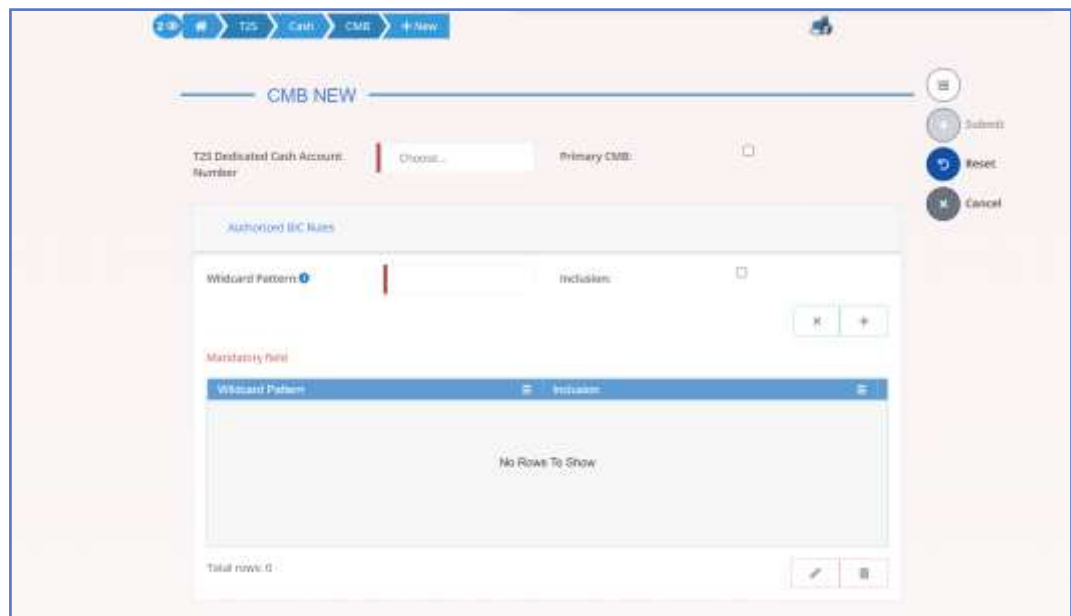 T2S Cash CMB + New
CMB NEW
Submit
T2S Dedicated Cash Account Number
Choose...
Primary CMB:
Reset
Cancel
Authorized BIC Rules
Wildcard Pattern
Inclusion:
Mandatory field
Wildcard Pattern Inclusion
No Rows To Show
Total rows: 0